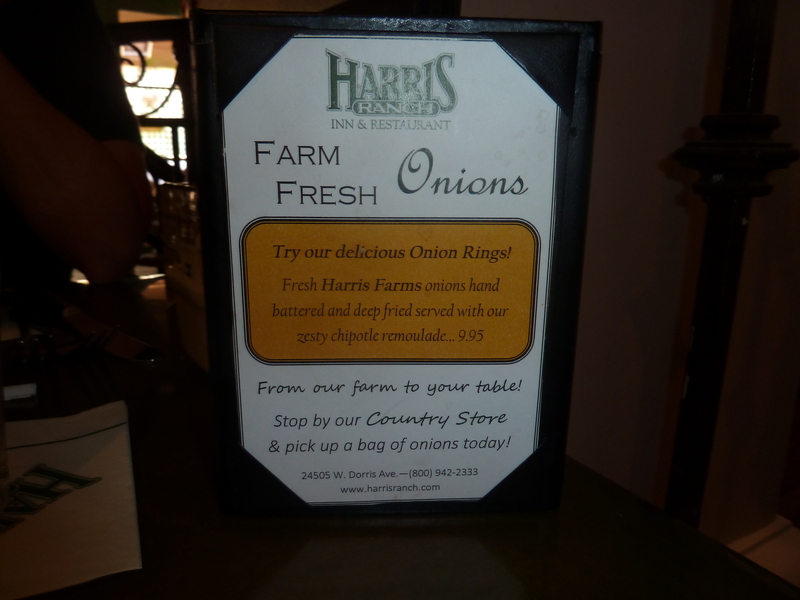 HARRIS
RANCH
INN & RESTAURANT
FARM
FRESH
Onions
Try our delicious Onion Rings!
Fresh Harris Farms onions hand
battered and deep fried served with our
zesty chipotle remoulade... 9.95
From our farm to your table!
Stop by our Country Store
& pick up a bag of onions today!
24505 W. Dorris Ave.—(800) 942-2333
www.harrisranch.com
HA